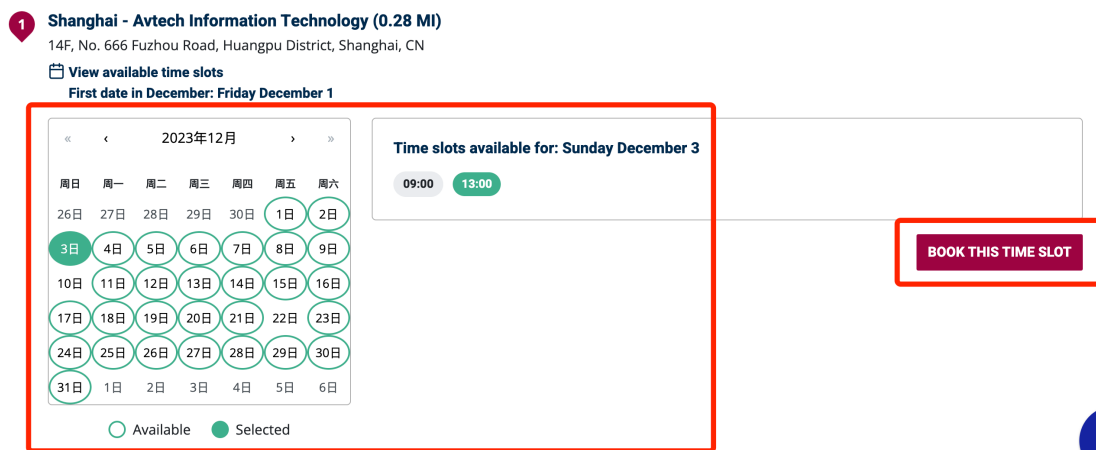 1
Shanghai - Avtech Information Technology (0.28 MI)
14F, No. 666 Fuzhou Road, Huangpu District, Shanghai, CN
View available time slots
First date in December: Friday December 1
« ‹ 2023年12月 › »
周日 周一 周二 周三 周四 周五 周六
26日 27日 28日 29日 30日 1日 2日
3日 4日 5日 6日 7日 8日 9日
10日 11日 12日 13日 14日 15日 16日
17日 18日 19日 20日 21日 22日 23日
24日 25日 26日 27日 28日 29日 30日
31日 1日 2日 3日 4日 5日 6日
Available Selected
Time slots available for: Sunday December 3
09:00 13:00
BOOK THIS TIME SLOT